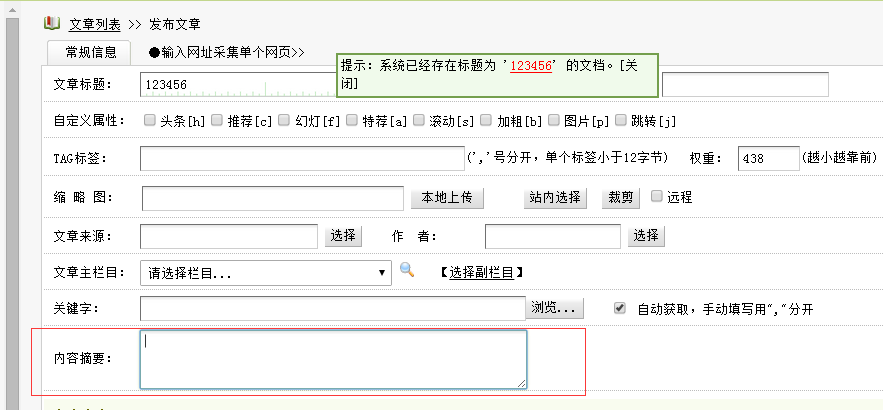 文章列表 >> 发布文章
常规信息 ●输入网址采集单个网页>>
提示：系统已经存在标题为 '123456' 的文档。[关
闭]
文章标题： 123456
自定义属性： 头条[h] 推荐[c] 幻灯[f] 特荐[a] 滚动[s] 加粗[b] 图片[p] 跳转[j]
TAG标签： (','号分开，单个标签小于12字节) 权重： 438 (越小越靠前)
缩 略 图： 本地上传 站内选择 裁剪 远程
文章来源： 选择 作 者： 选择
文章主栏目： 请选择栏目... 【选择副栏目】
关键字： 浏览... 自动获取，手动填写用","分开
内容摘要：